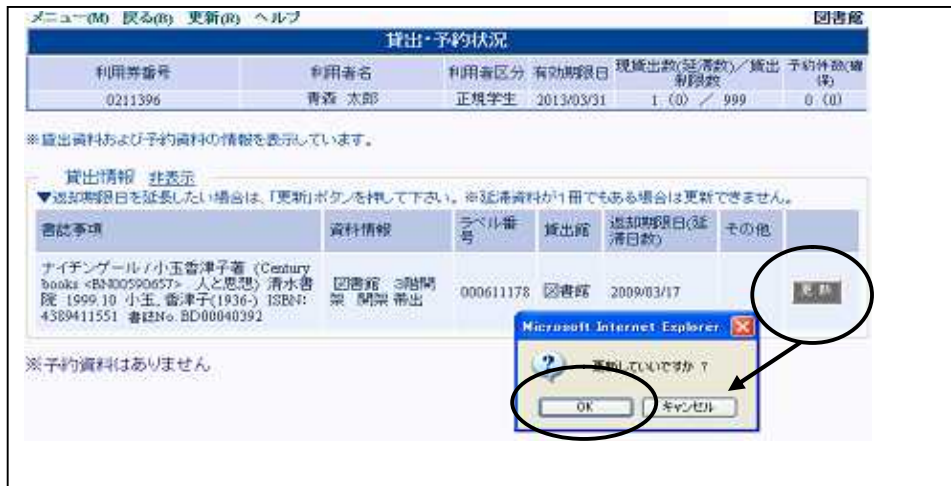 メニュー(M) 戻る(B) 更新(R) ヘルプ 図書館
貸出・予約状況
利用券番号 利用者名 利用者区分 有効期限日 現貸出数(延滞数)／貸出制限数 予約件数(確保)
0211396 青森 太郎 正規学生 2013/03/31 1 (0) ／ 999 0 (0)
※貸出資料および予約資料の情報を表示しています。
貸出情報 非表示
▼返却期限日を延長したい場合は、「更新」ボタンを押して下さい。※延滞資料が1冊でもある場合は更新できません。
書誌事項 資料情報 ラベル番号 貸出館 返却期限日(延滞日数) その他
ナイチンゲール / 小玉香津子著 (Century
books <BN00590657> 人と思想) 清水書
院 1999.10 小玉, 香津子(1936-) ISBN:
4389411551 書誌No. BD00040392
図書館 3階開
架 開架 帯出
000611178 図書館 2009/03/17 更新
Microsoft Internet Explorer
更新していいですか ?
OK キャンセル
※予約資料はありません